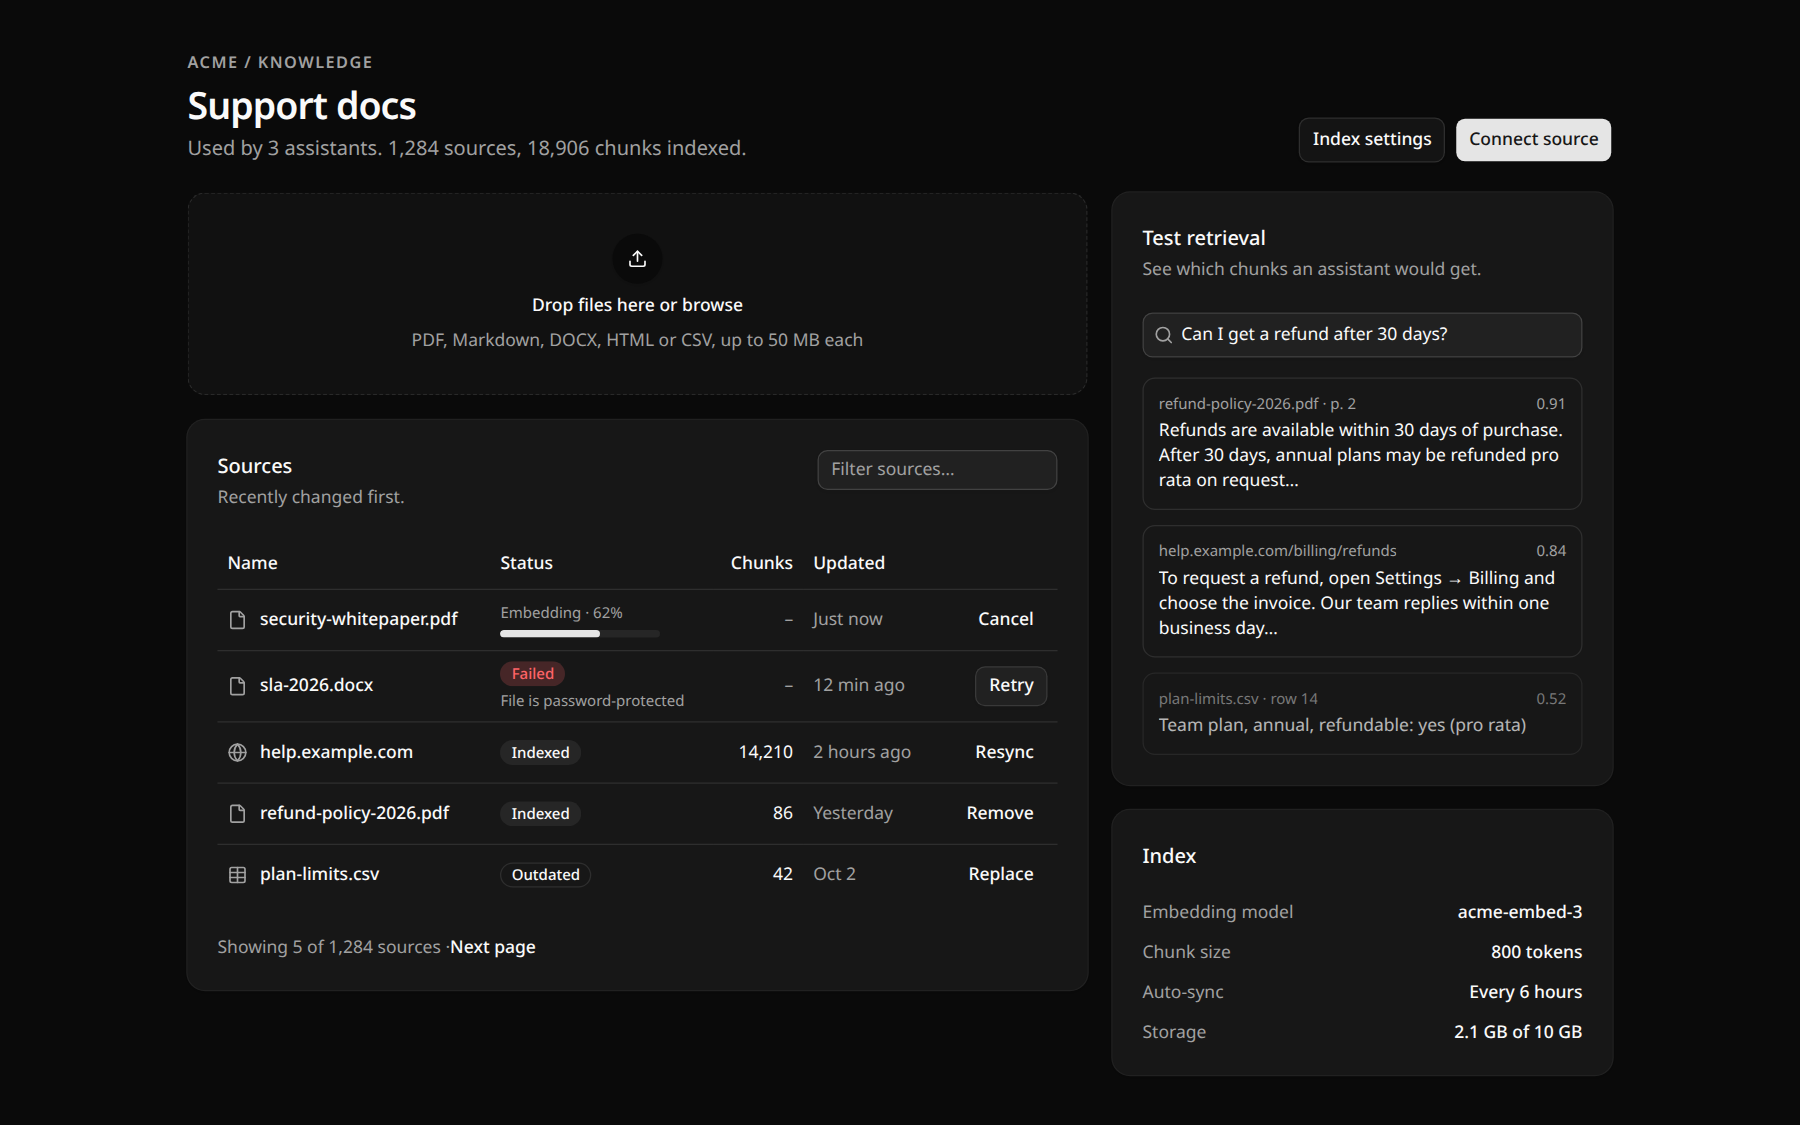 ACME / KNOWLEDGE
Support docs
Used by 3 assistants. 1,284 sources, 18,906 chunks indexed.
Index settings
Connect source
Drop files here or browse
PDF, Markdown, DOCX, HTML or CSV, up to 50 MB each
Sources
Recently changed first.
Filter sources...
Name Status Chunks Updated
security-whitepaper.pdf Embedding · 62% – Just now Cancel
sla-2026.docx Failed – 12 min ago Retry
File is password-protected
help.example.com Indexed 14,210 2 hours ago Resync
refund-policy-2026.pdf Indexed 86 Yesterday Remove
plan-limits.csv Outdated 42 Oct 2 Replace
Showing 5 of 1,284 sources ·Next page
Test retrieval
See which chunks an assistant would get.
Can I get a refund after 30 days?
refund-policy-2026.pdf · p. 2 0.91
Refunds are available within 30 days of purchase.
After 30 days, annual plans may be refunded pro
rata on request...
help.example.com/billing/refunds 0.84
To request a refund, open Settings → Billing and
choose the invoice. Our team replies within one
business day...
plan-limits.csv · row 14 0.52
Team plan, annual, refundable: yes (pro rata)
Index
Embedding model acme-embed-3
Chunk size 800 tokens
Auto-sync Every 6 hours
Storage 2.1 GB of 10 GB